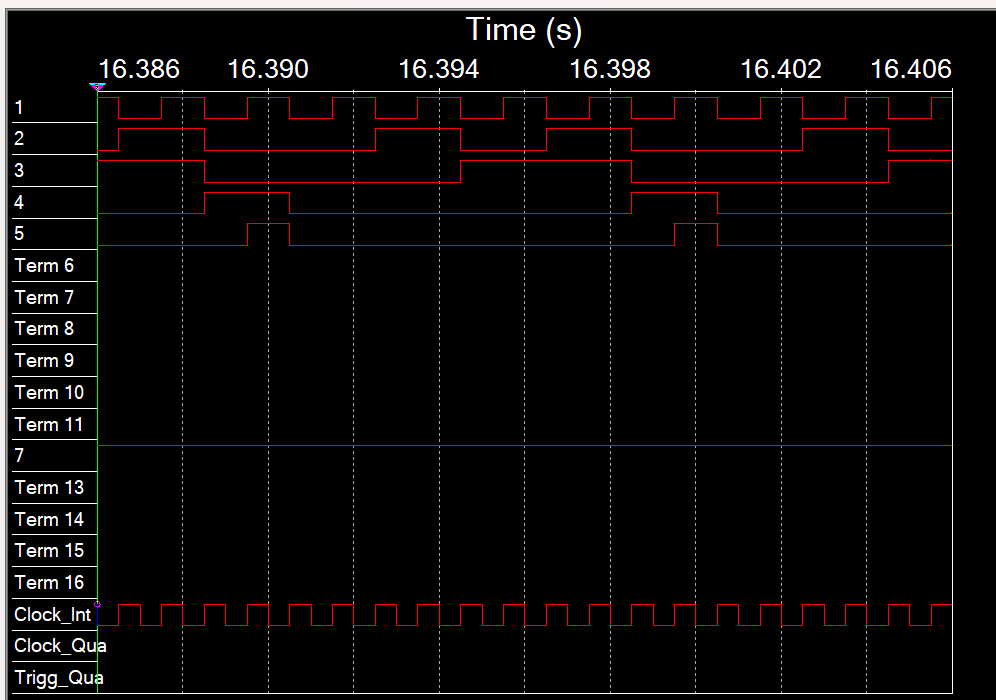 Time (s)
16.386 16.390 16.394 16.398 16.402 16.406
1
2
3
4
5
Term 6
Term 7
Term 8
Term 9
Term 10
Term 11
7
Term 13
Term 14
Term 15
Term 16
Clock_Int
Clock_Qua
Trigg_Qua